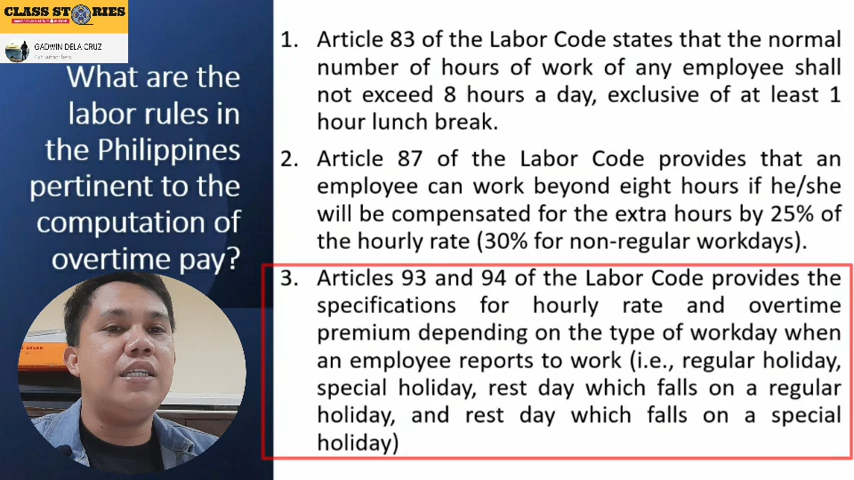 CLASS STORIES
GADWIN DELA CRUZ
What are the
labor rules in
the Philippines
pertinent to the
computation of
overtime pay?
1. Article 83 of the Labor Code states that the normal
number of hours of work of any employee shall
not exceed 8 hours a day, exclusive of at least 1
hour lunch break.
2. Article 87 of the Labor Code provides that an
employee can work beyond eight hours if he/she
will be compensated for the extra hours by 25% of
the hourly rate (30% for non-regular workdays).
3. Articles 93 and 94 of the Labor Code provides the
specifications for hourly rate and overtime
premium depending on the type of workday when
an employee reports to work (i.e., regular holiday,
special holiday, rest day which falls on a regular
holiday, and rest day which falls on a special
holiday)